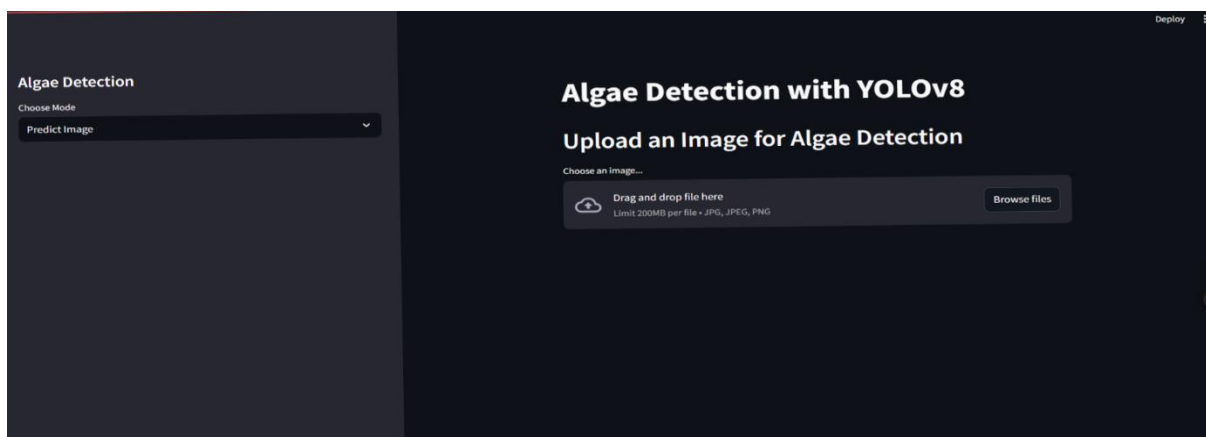 Deploy
Algae Detection
Choose Mode
Predict Image
Algae Detection with YOLOv8
Upload an Image for Algae Detection
Choose an image...
Drag and drop file here
Limit 200MB per file • JPG, JPEG, PNG
Browse files